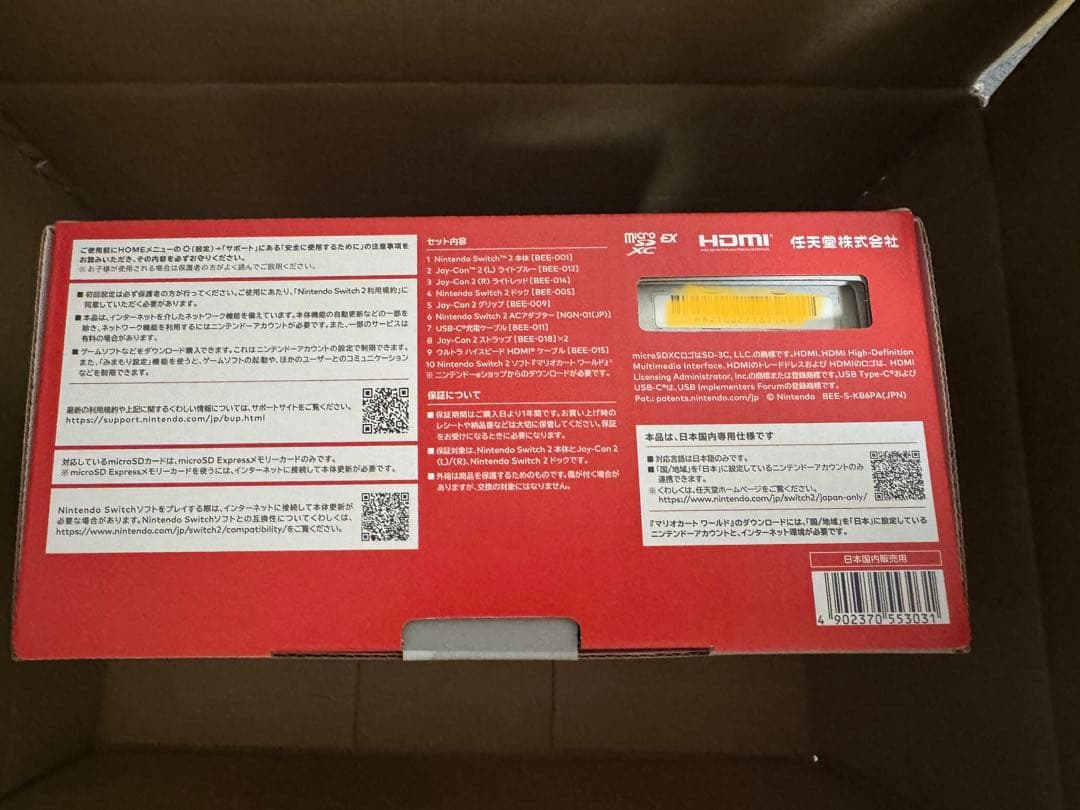 ご使用前にHOMEメニューの (設定)→「サポート」にある「安全に使用するために」の注意事項を
お読みいただき、その内容を必ずお守りください。
※お子様が使用される場合は保護者の方がよく読んでご説明ください。
■ 初回設定は必ず保護者の方が行ってください。ご使用にあたり、「Nintendo Switch 2 利用規約」に
同意していただく必要があります。
■ 本品は、インターネットを介したネットワーク機能を備えています。本体機能の自動更新などの一部を
除き、ネットワーク機能を利用するにはニンテンドーアカウントが必要です。また、一部のサービスは
有料の場合があります。
■ ゲームソフトなどをダウンロード購入できます。これはニンテンドーアカウントの設定で制限できます。
また、「みまもり設定」機能を使うと、ゲームソフトの起動や、ほかのユーザーとのコミュニケーション
などを制限できます。
最新の利用規約や上記に関するくわしい情報については、サポートサイトをご覧ください。
https://support.nintendo.com/jp/bup.html
対応しているmicroSDカードは、microSD Expressメモリーカードのみです。
※microSD Expressメモリーカードを使うには、インターネットに接続して本体更新が必要です。
Nintendo Switchソフトをプレイする際は、インターネットに接続して本体更新が
必要な場合があります。Nintendo Switchソフトとの互換性についてくわしくは、
https://www.nintendo.com/jp/switch2/compatibility/をご覧ください。
セット内容
1 Nintendo Switch™ 2 本体 [BEE-001]
2 Joy-Con™ 2 (L) ライトブルー [BEE-012]
3 Joy-Con 2 (R) ライトレッド [BEE-014]
4 Nintendo Switch 2 ドック [BEE-005]
5 Joy-Con 2 グリップ [BEE-009]
6 Nintendo Switch 2 ACアダプター [NGN-01(JP)]
7 USB-C®充電ケーブル [BEE-011]
8 Joy-Con 2 ストラップ [BEE-018]×2
9 ウルトラ ハイスピード HDMI® ケーブル [BEE-015]
10 Nintendo Switch 2 ソフト『マリオカート ワールド』※
※ ニンテンドーeショップからのダウンロードが必要です。
保証について
■ 保証期間はご購入日より1年間です。お買い上げ時の
レシートや納品書などは大切に保管してください。保証
をお受けになるときに必要になります。
■ 保証対象は、Nintendo Switch 2 本体とJoy-Con 2
(L)/(R)、Nintendo Switch 2 ドックです。
■ 外箱は商品を保護するためのものです。傷が付く場合が
ありますが、交換の対象にはなりません。
microSDXC EX HDMI® 任天堂株式会社
HIGH-DEFINITION MULTIMEDIA INTERFACE
microSDXCロゴはSD-3C, LLC.の商標です。HDMI、HDMI High-Definition
Multimedia Interface、HDMIのトレードドレスおよび HDMIのロゴは、HDMI
Licensing Administrator, Inc.の商標または登録商標です。USB Type-C®および
USB-C®は、USB Implementers Forumの登録商標です。
Pat.: patents.nintendo.com/jp © Nintendo BEE-S-KB6PA(JPN)
本品は、日本国内専用仕様です
■ 対応言語は日本語のみです。
■ 「国/地域」を「日本」に設定しているニンテンドーアカウントのみ
連携できます。
※くわしくは、任天堂ホームページをご覧ください。
https://www.nintendo.com/jp/switch2/japan-only/
『マリオカート ワールド』のダウンロードには、「国/地域」を「日本」に設定している
ニンテンドーアカウントと、インターネット環境が必要です。
日本国内販売用
4 902370 553031